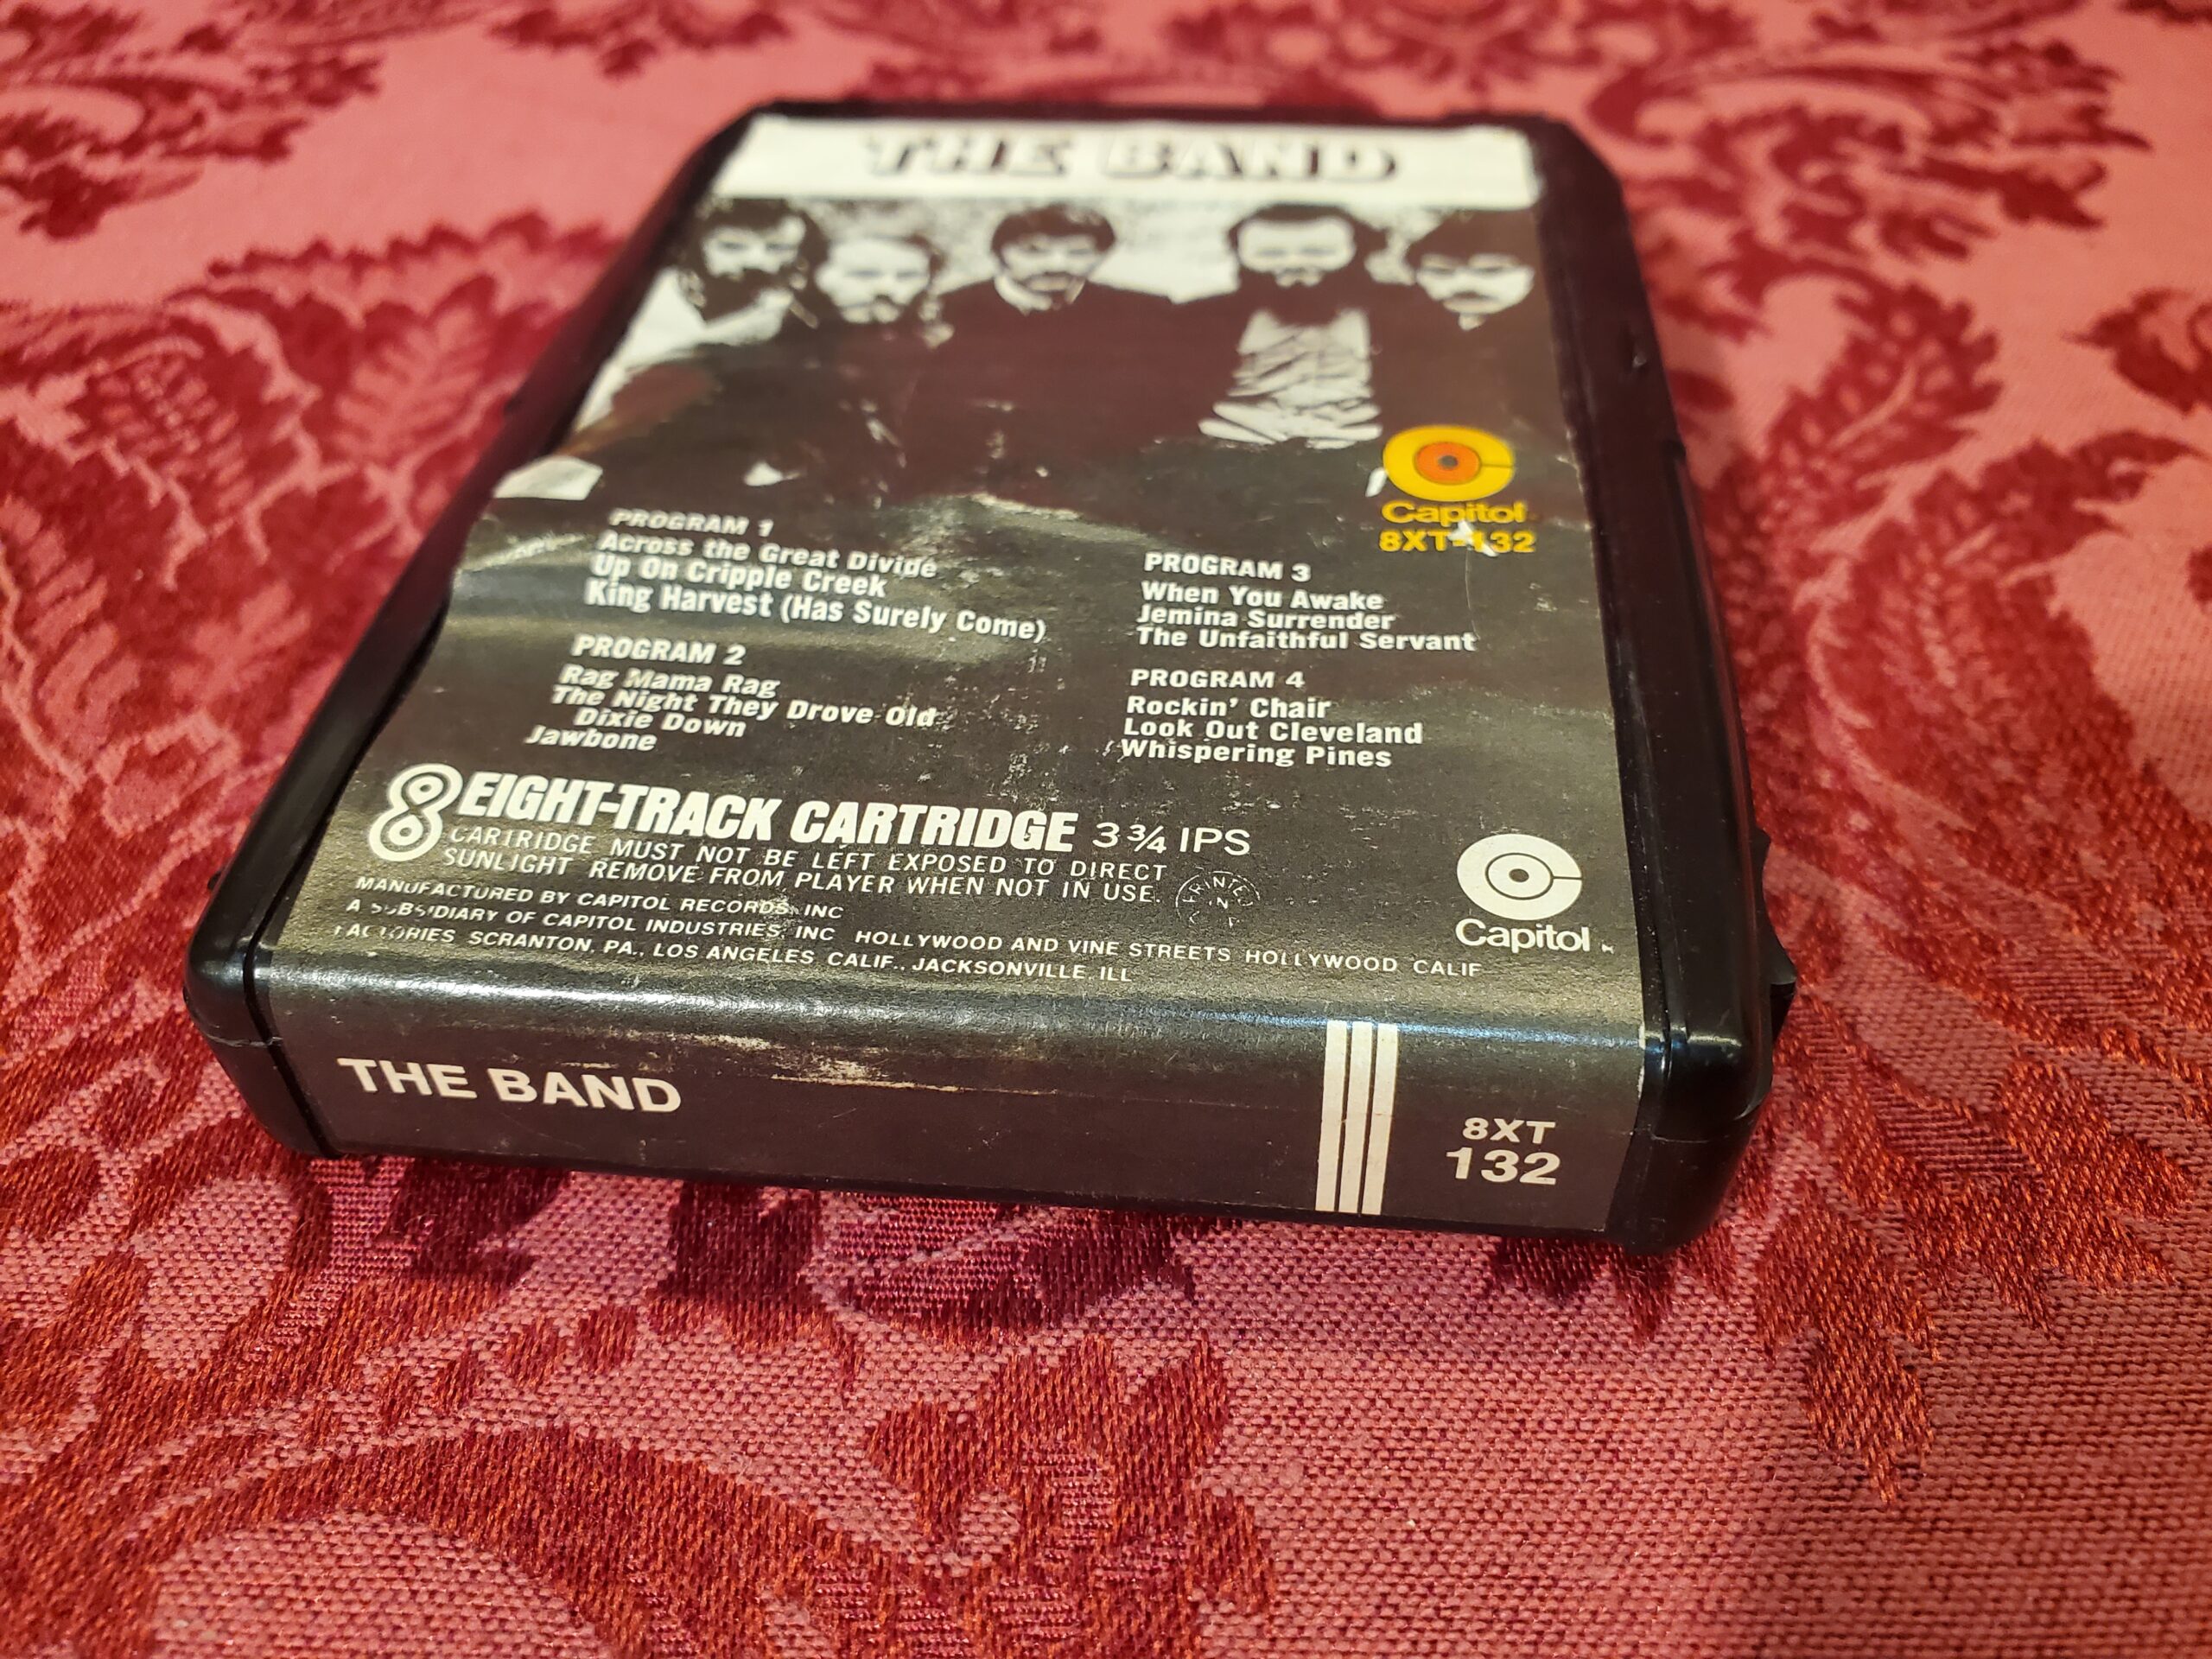 THE BAND
Capitol
8XT-132
PROGRAM 1
Across the Great Divide
Up On Cripple Creek
King Harvest (Has Surely Come)
PROGRAM 2
Rag Mama Rag
The Night They Drove Old
Dixie Down
Jawbone
PROGRAM 3
When You Awake
Jemina Surrender
The Unfaithful Servant
PROGRAM 4
Rockin' Chair
Look Out Cleveland
Whispering Pines
8 EIGHT-TRACK CARTRIDGE 3 ¾ IPS
CARTRIDGE MUST NOT BE LEFT EXPOSED TO DIRECT
SUNLIGHT REMOVE FROM PLAYER WHEN NOT IN USE.
MANUFACTURED BY CAPITOL RECORDS, INC
A SUBSIDIARY OF CAPITOL INDUSTRIES, INC HOLLYWOOD AND VINE STREETS HOLLYWOOD CALIF
FACTORIES SCRANTON, PA., LOS ANGELES CALIF., JACKSONVILLE, ILL
Capitol
THE BAND
8XT
132